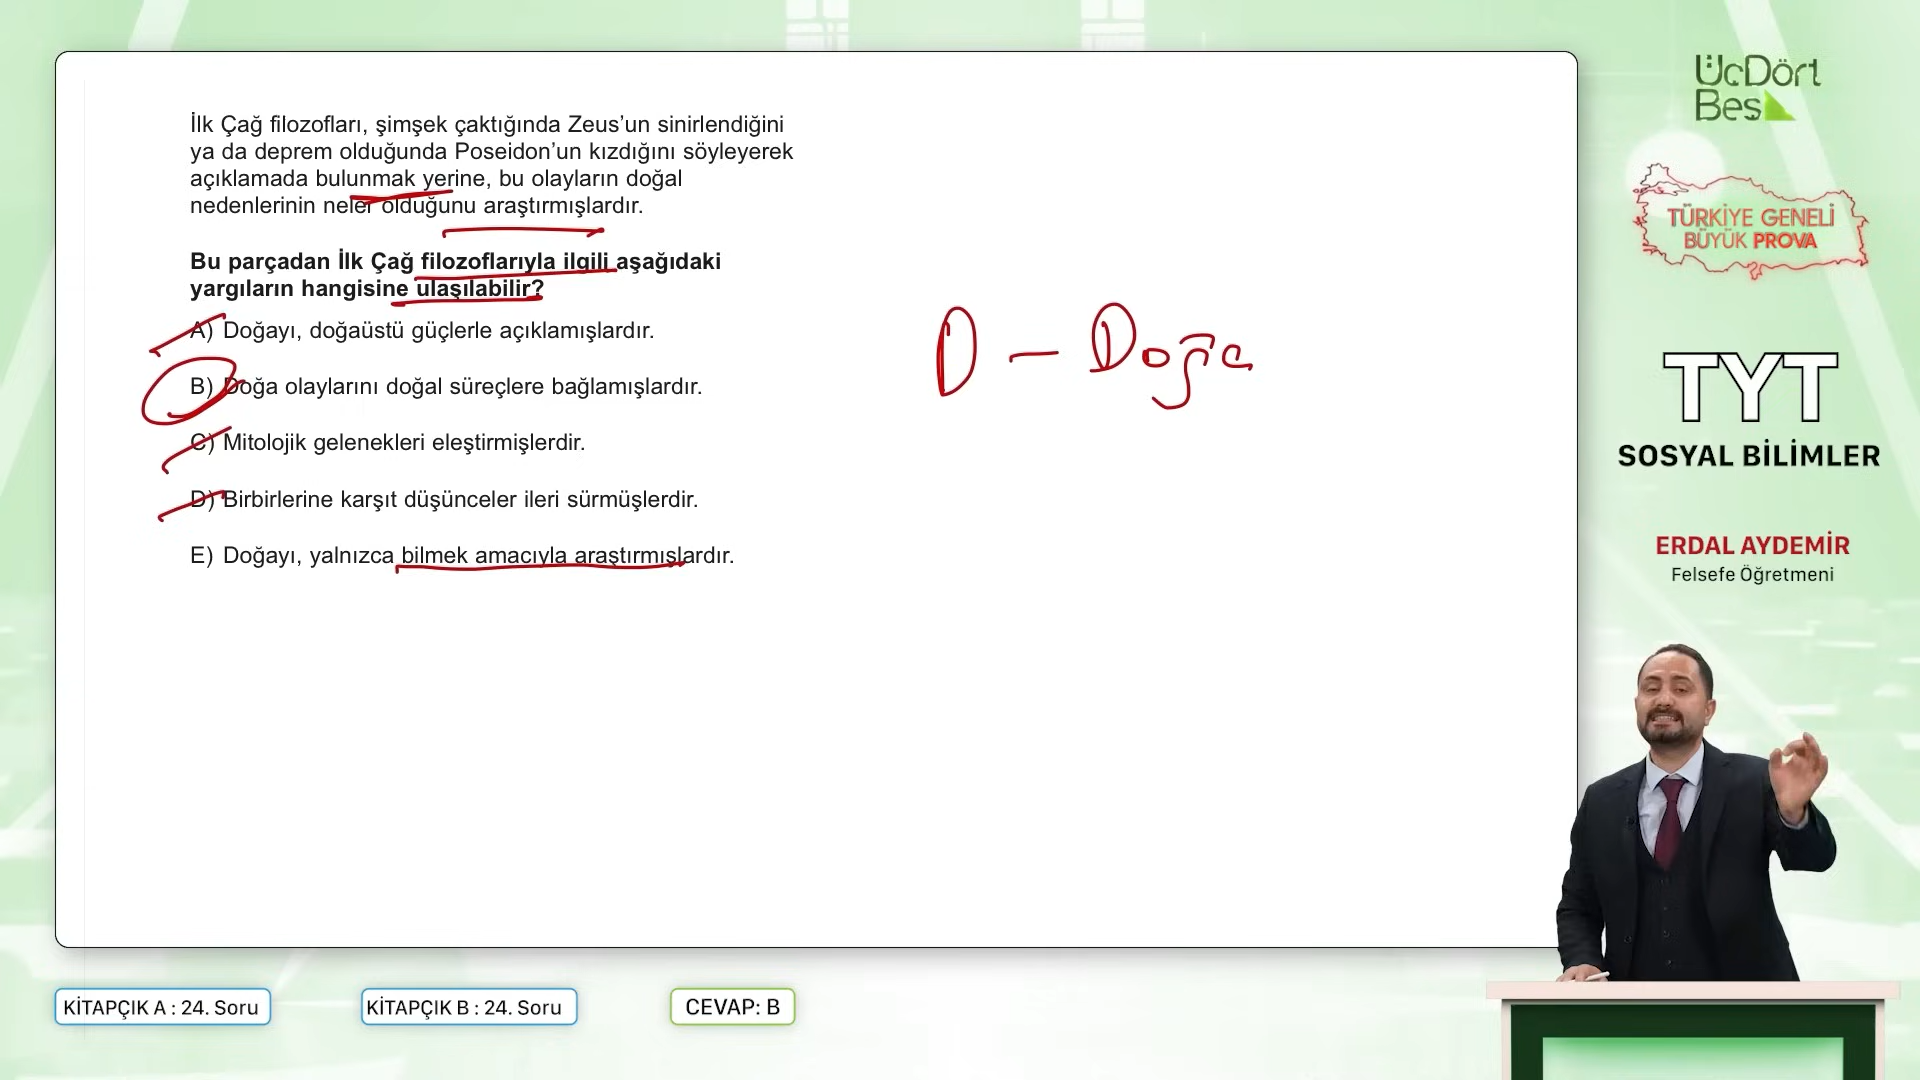 İlk Çağ filozofları, şimşek çaktığında Zeus’un sinirlendiğini
ya da deprem olduğunda Poseidon’un kızdığını söyleyerek
açıklamada bulunmak yerine, bu olayların doğal
nedenlerinin neler olduğunu araştırmışlardır.
Bu parçadan İlk Çağ filozoflarıyla ilgili aşağıdaki
yargıların hangisine ulaşılabilir?
A) Doğayı, doğaüstü güçlerle açıklamışlardır.
B) Doğa olaylarını doğal süreçlere bağlamışlardır.
C) Mitolojik gelenekleri eleştirmişlerdir.
D) Birbirlerine karşıt düşünceler ileri sürmüşlerdir.
E) Doğayı, yalnızca bilmek amacıyla araştırmışlardır.
D – Doğa
ÜçDört
Beş
TÜRKİYE GENELİ
BÜYÜK PROVA
TYT
SOSYAL BİLİMLER
ERDAL AYDEMİR
Felsefe Öğretmeni
KİTAPÇIK A : 24. Soru
KİTAPÇIK B : 24. Soru
CEVAP: B